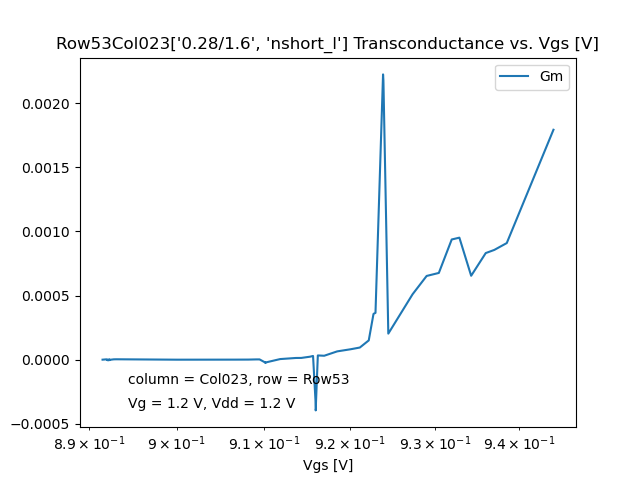 Row53Col023['0.28/1.6', 'nshort_l'] Transconductance vs. Vgs [V]
Gm
0.0020
0.0015
0.0010
0.0005
0.0000
−0.0005
column = Col023, row = Row53
Vg = 1.2 V, Vdd = 1.2 V
8.9 × 10⁻¹ 9 × 10⁻¹ 9.1 × 10⁻¹ 9.2 × 10⁻¹ 9.3 × 10⁻¹ 9.4 × 10⁻¹
Vgs [V]